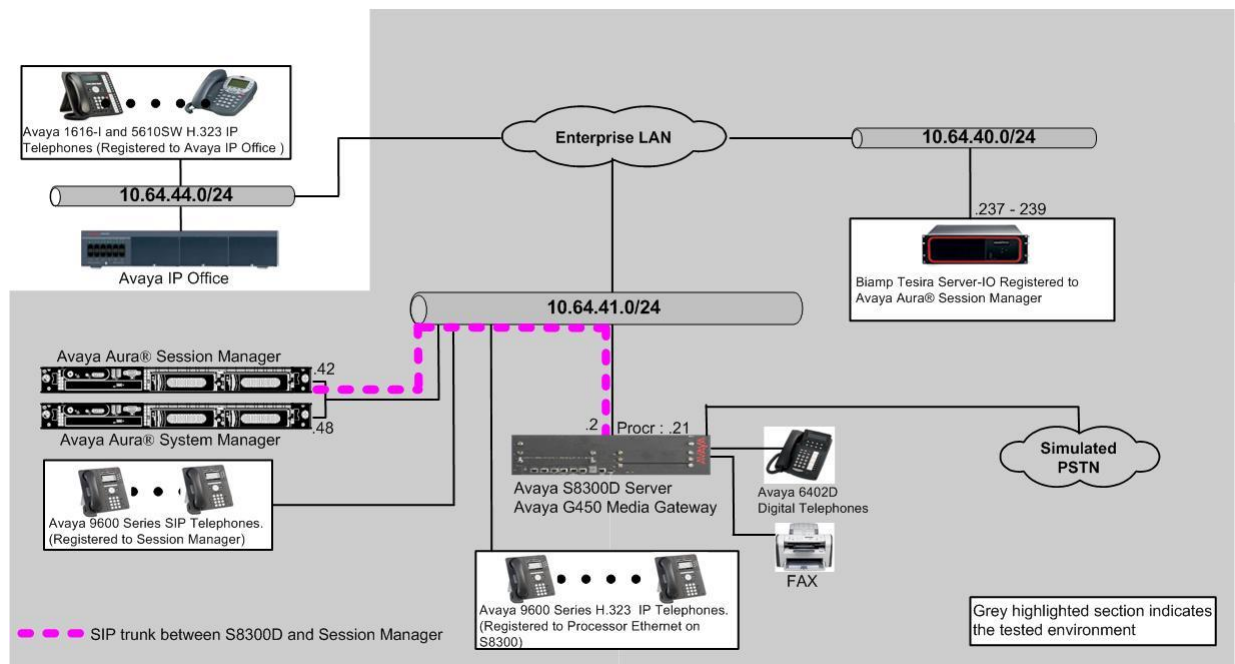 Avaya 1616-I and 5610SW H.323 IP
Telephones (Registered to Avaya IP Office )
10.64.44.0/24
Avaya IP Office
Enterprise LAN
10.64.40.0/24
.237 - 239
Biamp Tesira Server-IO Registered to
Avaya Aura® Session Manager
10.64.41.0/24
Avaya Aura® Session Manager
.42
.48
Avaya Aura® System Manager
Avaya 9600 Series SIP Telephones.
(Registered to Session Manager)
.2
Procr : .21
Avaya S8300D Server
Avaya G450 Media Gateway
Avaya 6402D
Digital Telephones
FAX
Simulated
PSTN
Avaya 9600 Series H.323 IP Telephones.
(Registered to Processor Ethernet on
S8300)
SIP trunk between S8300D and Session Manager
Grey highlighted section indicates
the tested environment